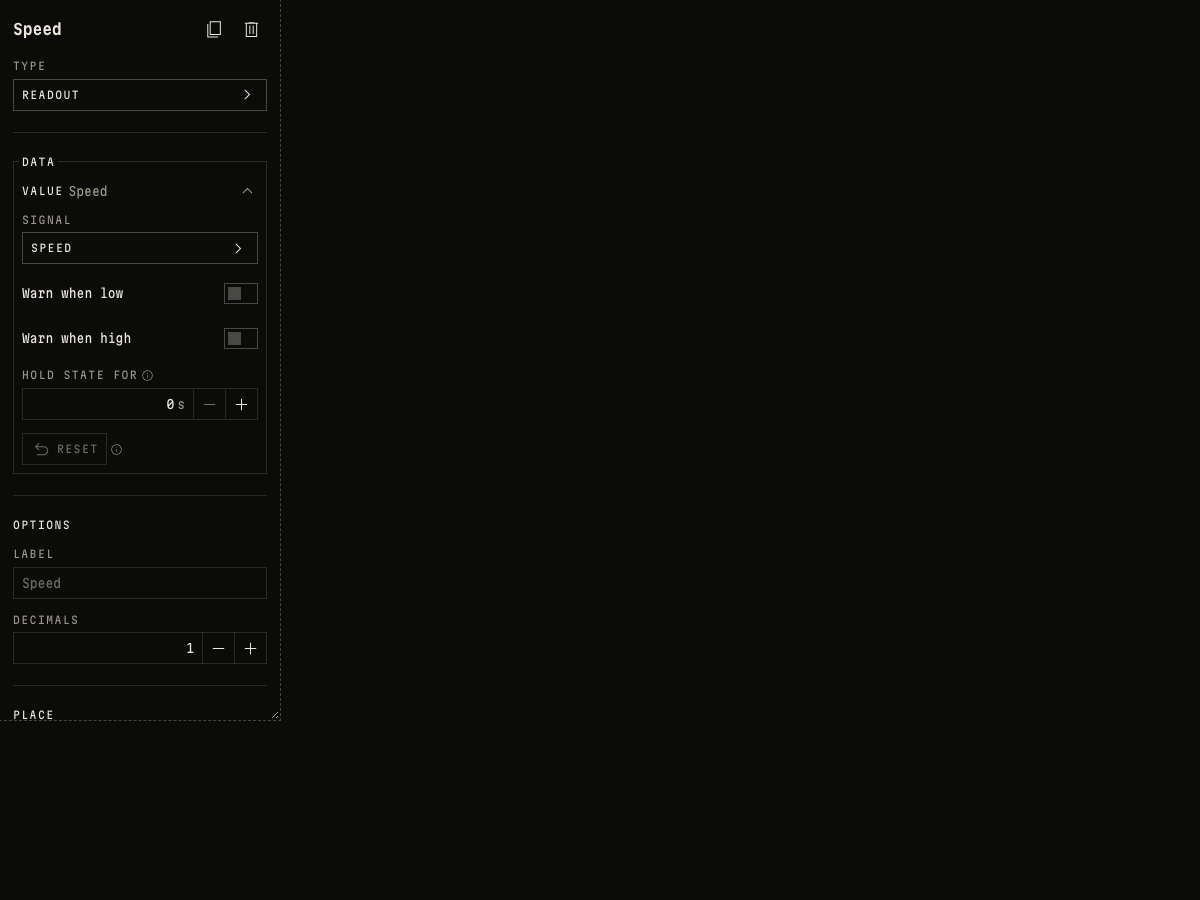 Speed
TYPE
READOUT
DATA
VALUE Speed
SIGNAL
SPEED
Warn when low
Warn when high
HOLD STATE FOR
0 s
RESET
OPTIONS
LABEL
Speed
DECIMALS
1
PLACE